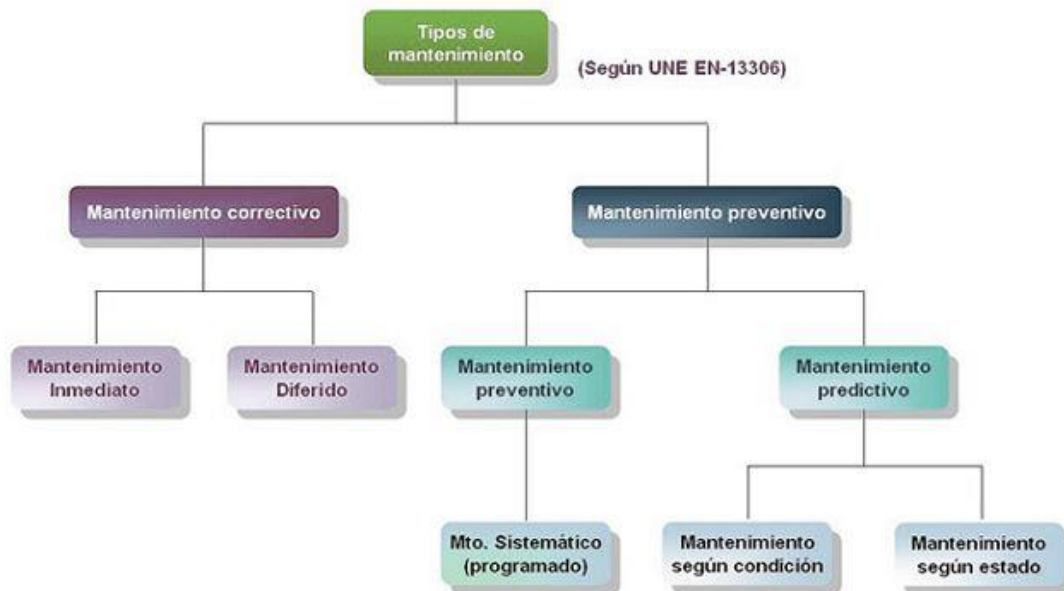 Tipos de
mantenimiento
(Según UNE EN-13306)
Mantenimiento correctivo
Mantenimiento preventivo
Mantenimiento
Inmediato
Mantenimiento
Diferido
Mantenimiento
preventivo
Mantenimiento
predictivo
Mto. Sistemático
(programado)
Mantenimiento
según condición
Mantenimiento
según estado